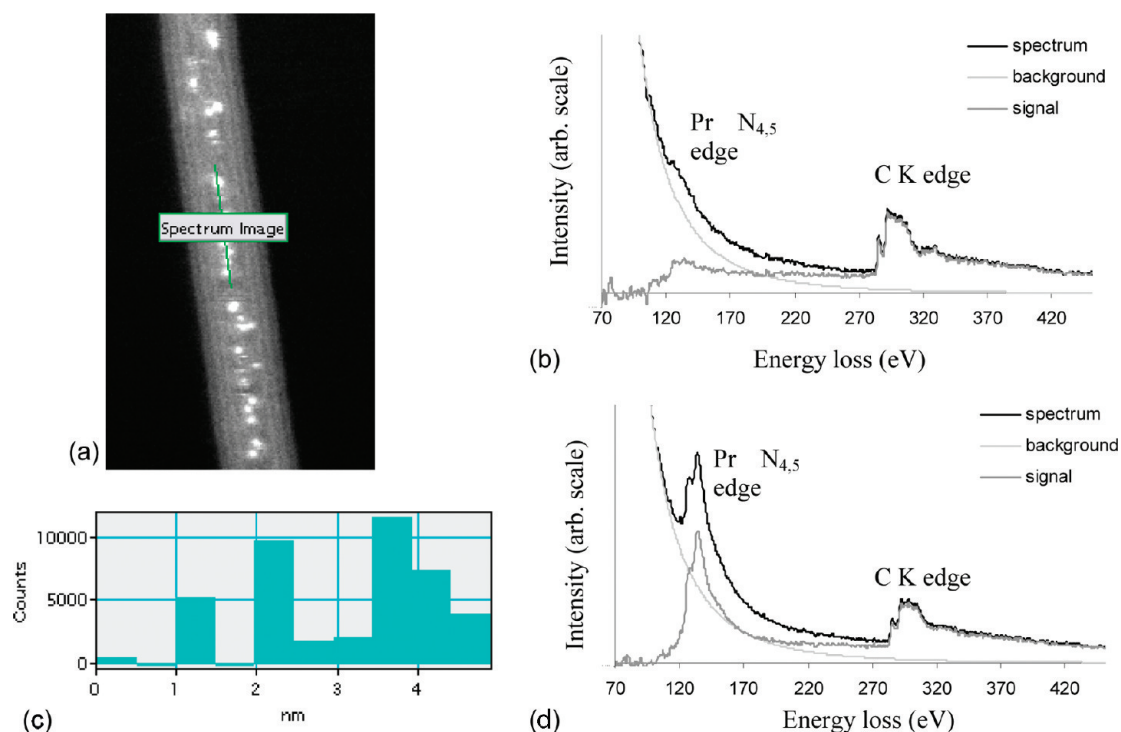 Spectrum Image
(a)
Intensity (arb. scale)
spectrum
background
signal
Pr N4,5
edge
C K edge
70 120 170 220 270 320 370 420
Energy loss (eV)
(b)
Counts
10000
5000
0
0 1 2 3 4
nm
(c)
Intensity (arb. scale)
spectrum
background
signal
Pr N4,5
edge
C K edge
70 120 170 220 270 320 370 420
Energy loss (eV)
(d)